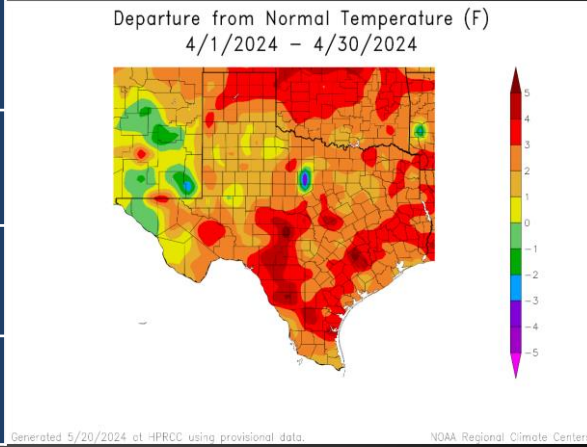 Departure from Normal Temperature (F)
4/1/2024 – 4/30/2024
5
4
3
2
1
0
-1
-2
-3
-4
-5
Generated 5/20/2024 at HPRCC using provisional data.
NOAA Regional Climate Center